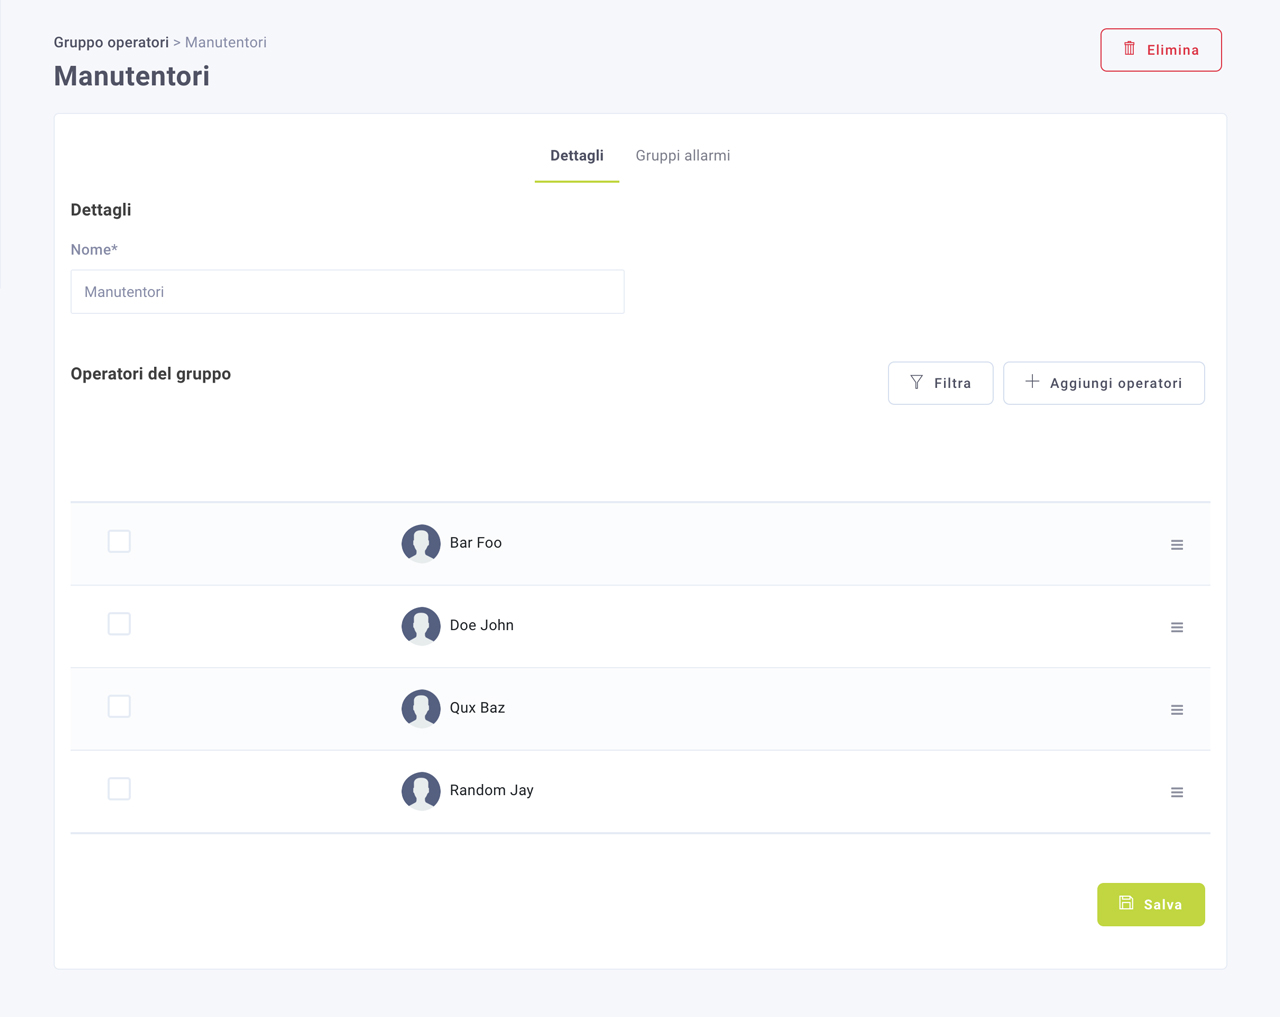 Gruppo operatori > Manutentori
Elimina
Manutentori
Dettagli
Gruppi allarmi
Dettagli
Nome*
Manutentori
Operatori del gruppo
Filtra
Aggiungi operatori
Bar Foo
Doe John
Qux Baz
Random Jay
Salva